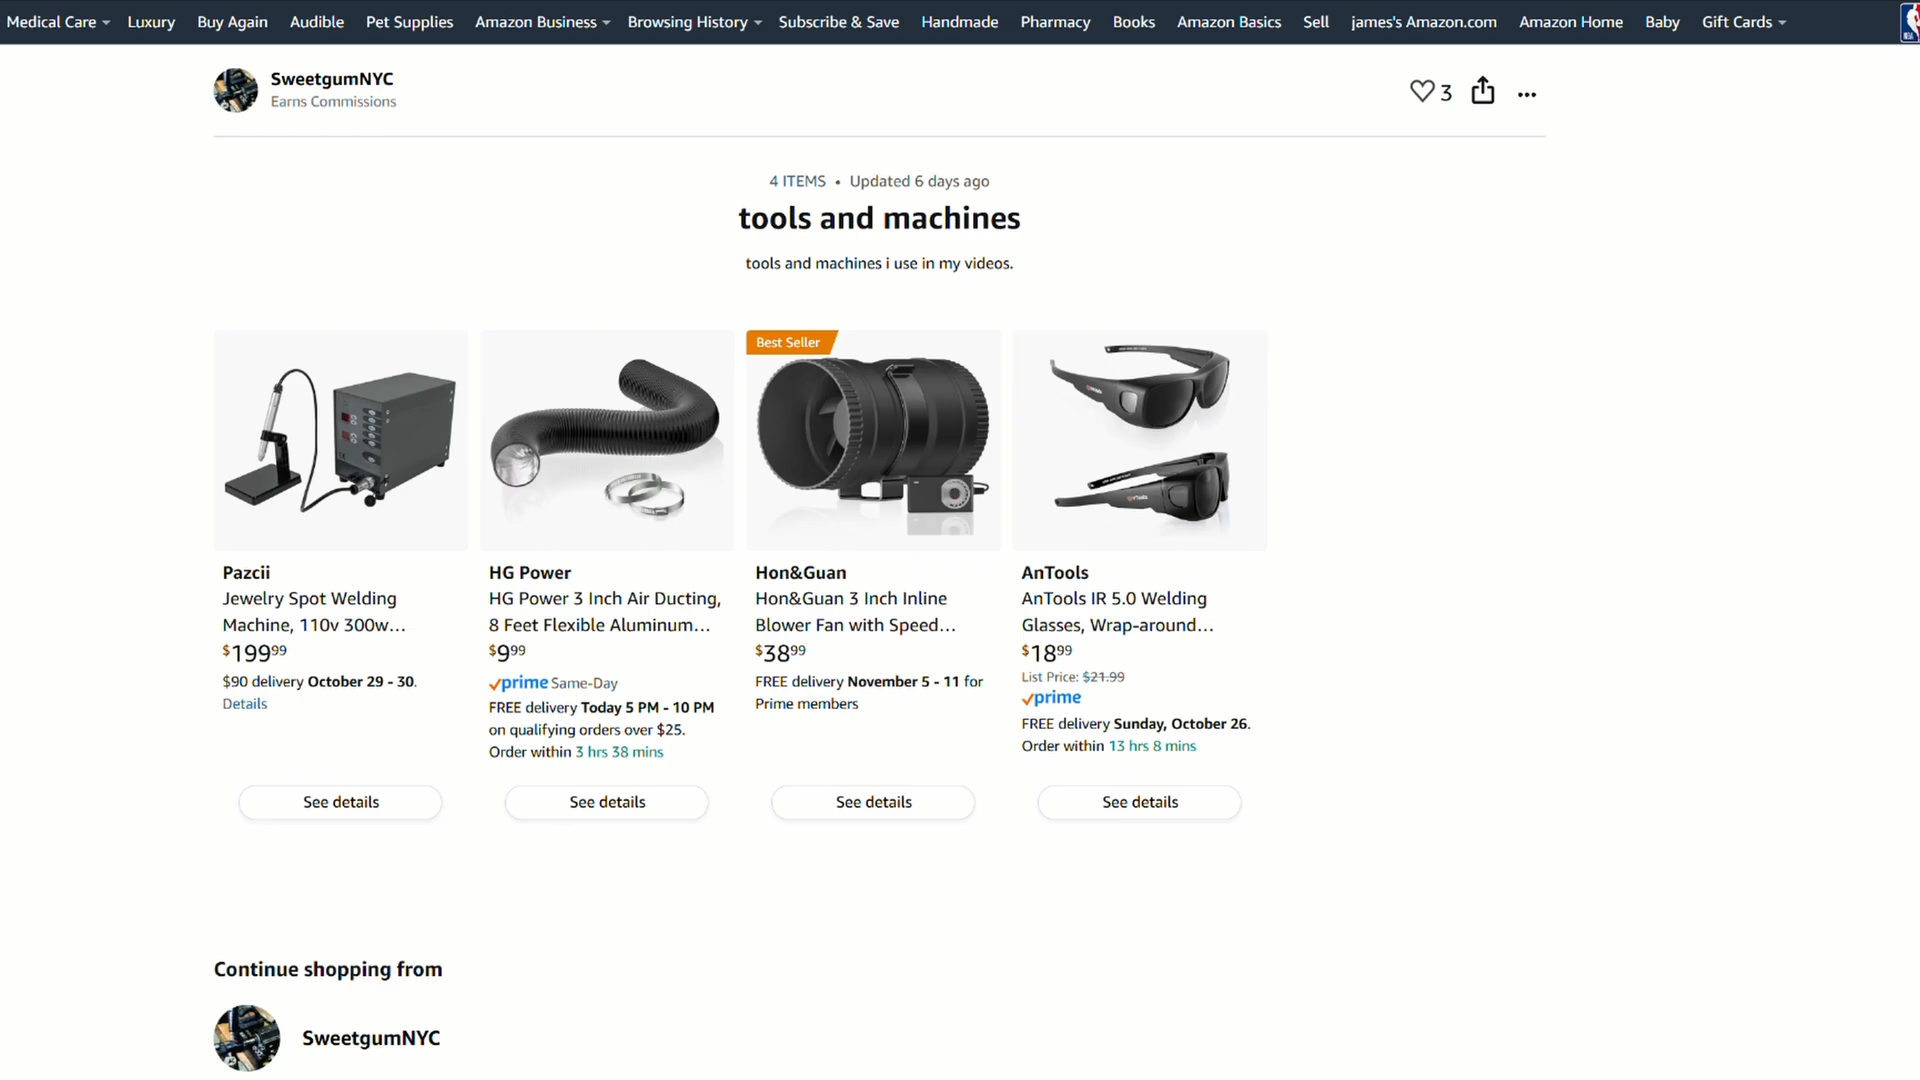 Medical Care Luxury Buy Again Audible Pet Supplies Amazon Business Browsing History Subscribe & Save Handmade Pharmacy Books Amazon Basics Sell james's Amazon.com Amazon Home Baby Gift Cards
NBA
SweetgumNYC
Earns Commissions
3
4 ITEMS • Updated 6 days ago
tools and machines
tools and machines i use in my videos.
Best Seller
Pazcii
Jewelry Spot Welding
Machine, 110v 300w...
$199 99
$90 delivery October 29 - 30.
Details
See details
HG Power
HG Power 3 Inch Air Ducting,
8 Feet Flexible Aluminum...
$9 99
prime Same-Day
FREE delivery Today 5 PM - 10 PM
on qualifying orders over $25.
Order within 3 hrs 38 mins
See details
Hon&Guan
Hon&Guan 3 Inch Inline
Blower Fan with Speed...
$38 99
FREE delivery November 5 - 11 for
Prime members
See details
AnTools
AnTools IR 5.0 Welding
Glasses, Wrap-around...
$18 99
List Price: $21.99
prime
FREE delivery Sunday, October 26.
Order within 13 hrs 8 mins
See details
Continue shopping from
SweetgumNYC